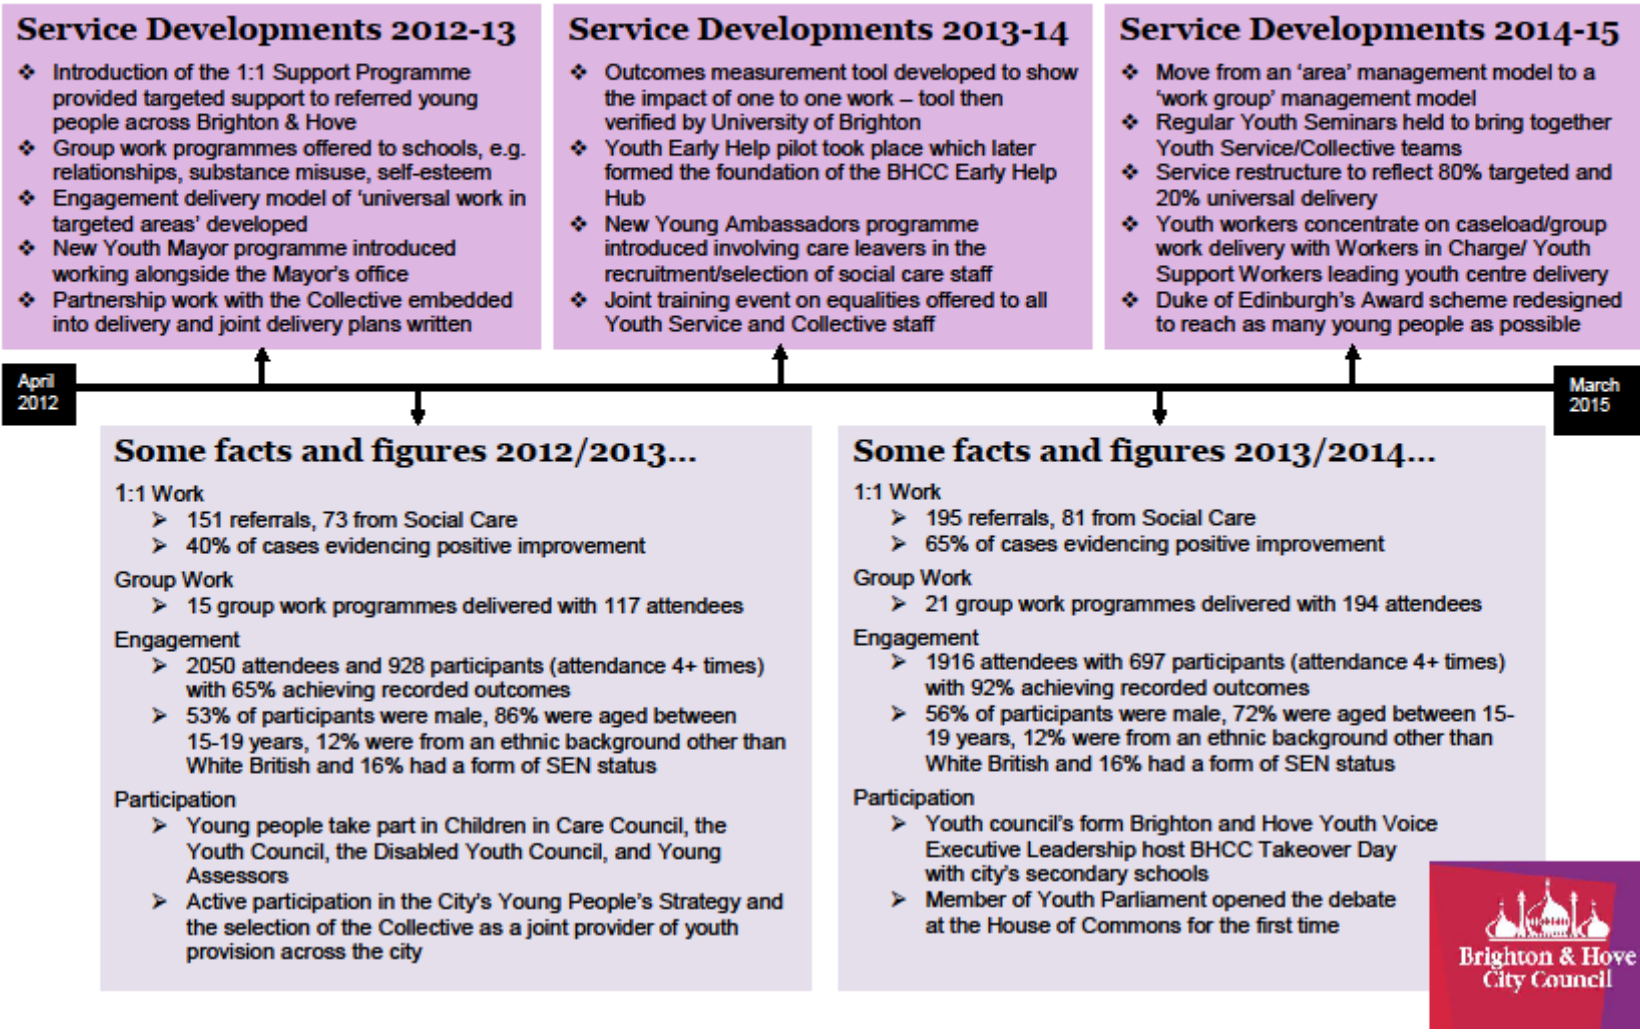 Service Developments 2012-13
❖ Introduction of the 1:1 Support Programme
provided targeted support to referred young
people across Brighton & Hove
❖ Group work programmes offered to schools, e.g.
relationships, substance misuse, self-esteem
❖ Engagement delivery model of ‘universal work in
targeted areas’ developed
❖ New Youth Mayor programme introduced
working alongside the Mayor’s office
❖ Partnership work with the Collective embedded
into delivery and joint delivery plans written
Service Developments 2013-14
❖ Outcomes measurement tool developed to show
the impact of one to one work – tool then
verified by University of Brighton
❖ Youth Early Help pilot took place which later
formed the foundation of the BHCC Early Help
Hub
❖ New Young Ambassadors programme
introduced involving care leavers in the
recruitment/selection of social care staff
❖ Joint training event on equalities offered to all
Youth Service and Collective staff
Service Developments 2014-15
❖ Move from an ‘area’ management model to a
‘work group’ management model
❖ Regular Youth Seminars held to bring together
Youth Service/Collective teams
❖ Service restructure to reflect 80% targeted and
20% universal delivery
❖ Youth workers concentrate on caseload/group
work delivery with Workers in Charge/ Youth
Support Workers leading youth centre delivery
❖ Duke of Edinburgh’s Award scheme redesigned
to reach as many young people as possible
April
2012
March
2015
Some facts and figures 2012/2013...
1:1 Work
➢ 151 referrals, 73 from Social Care
➢ 40% of cases evidencing positive improvement
Group Work
➢ 15 group work programmes delivered with 117 attendees
Engagement
➢ 2050 attendees and 928 participants (attendance 4+ times)
with 65% achieving recorded outcomes
➢ 53% of participants were male, 86% were aged between
15-19 years, 12% were from an ethnic background other than
White British and 16% had a form of SEN status
Participation
➢ Young people take part in Children in Care Council, the
Youth Council, the Disabled Youth Council, and Young
Assessors
➢ Active participation in the City’s Young People’s Strategy and
the selection of the Collective as a joint provider of youth
provision across the city
Some facts and figures 2013/2014...
1:1 Work
➢ 195 referrals, 81 from Social Care
➢ 65% of cases evidencing positive improvement
Group Work
➢ 21 group work programmes delivered with 194 attendees
Engagement
➢ 1916 attendees with 697 participants (attendance 4+ times)
with 92% achieving recorded outcomes
➢ 56% of participants were male, 72% were aged between 15-
19 years, 12% were from an ethnic background other than
White British and 16% had a form of SEN status
Participation
➢ Youth council’s form Brighton and Hove Youth Voice
Executive Leadership host BHCC Takeover Day
with city’s secondary schools
➢ Member of Youth Parliament opened the debate
at the House of Commons for the first time
Brighton & Hove
City Council